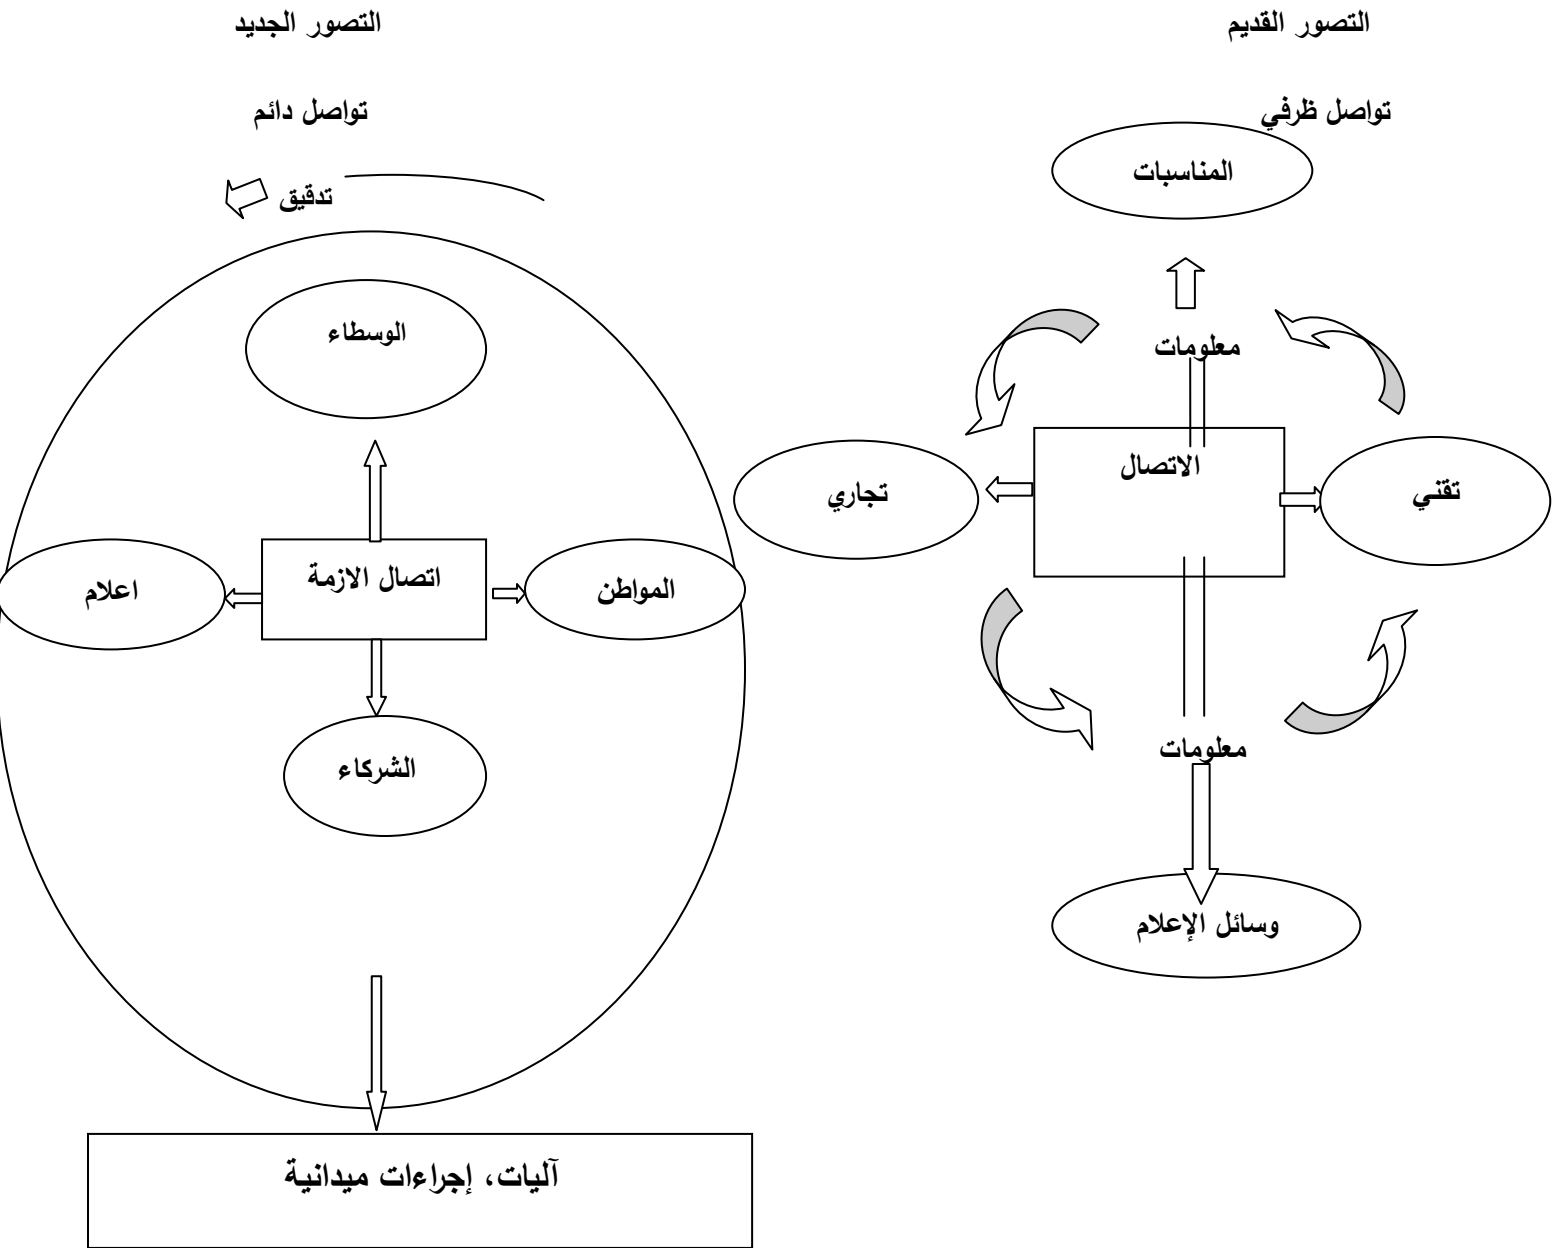 التصور القديم
تواصل ظرفي
المناسبات
معلومات
الاتصال
تقني
تجاري
معلومات
وسائل الإعلام
التصور الجديد
تواصل دائم
تدقيق
الوسطاء
المواطن
اتصال الازمة
اعلام
الشركاء
آليات، إجراءات ميدانية